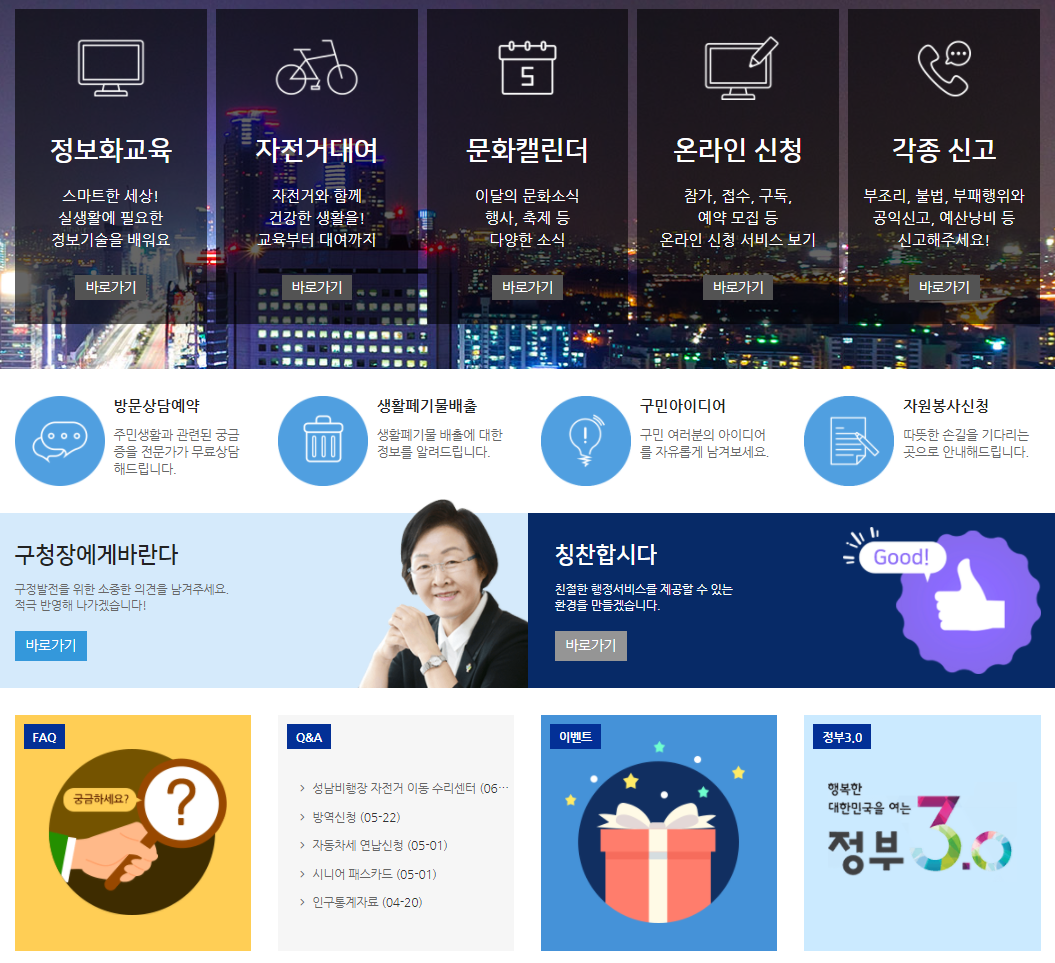 정보화교육
스마트한 세상!
실생활에 필요한
정보기술을 배워요
바로가기
자전거대여
자전거와 함께
건강한 생활을!
교육부터 대여까지
바로가기
5
문화캘린더
이달의 문화소식
행사, 축제 등
다양한 소식
바로가기
온라인 신청
참가, 접수, 구독,
예약 모집 등
온라인 신청 서비스 보기
바로가기
각종 신고
부조리, 불법, 부패행위와
공익신고, 예산낭비 등
신고해주세요!
바로가기
방문상담예약
주민생활과 관련된 궁금
증을 전문가가 무료상담
해드립니다.
생활폐기물배출
생활폐기물 배출에 대한
정보를 알려드립니다.
구민아이디어
구민 여러분의 아이디어
를 자유롭게 남겨보세요.
자원봉사신청
따뜻한 손길을 기다리는
곳으로 안내해드립니다.
구청장에게바란다
구정발전을 위한 소중한 의견을 남겨주세요.
적극 반영해 나가겠습니다!
바로가기
칭찬합시다
친절한 행정서비스를 제공할 수 있는
환경을 만들겠습니다.
바로가기
Good!
FAQ
궁금하세요?
?
Q&A
성남비행장 자전거 이동 수리센터 (06…
방역신청 (05-22)
자동차세 연납신청 (05-01)
시니어 패스카드 (05-01)
인구통계자료 (04-20)
이벤트
정부3.0
행복한
대한민국을 여는
정부 3.0